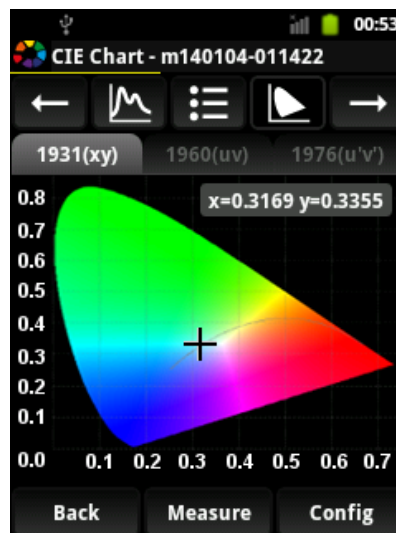 00:53
CIE Chart - m140104-011422
1931(xy) 1960(uv) 1976(u'v')
x=0.3169 y=0.3355
0.8
0.7
0.6
0.5
0.4
0.3
0.2
0.1
0.0 0.1 0.2 0.3 0.4 0.5 0.6 0.7
Back Measure Config